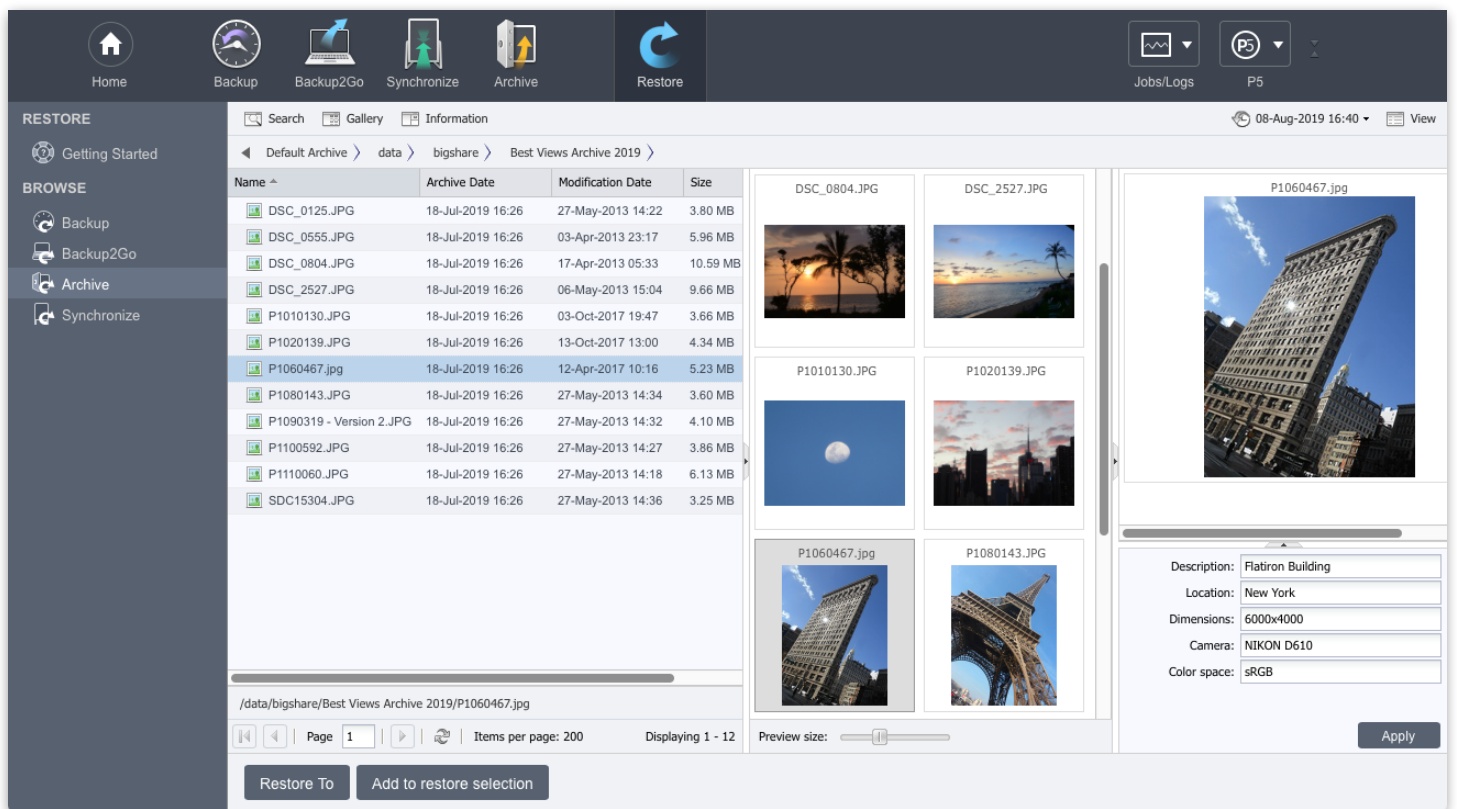 Home
Backup
Backup2Go
Synchronize
Archive
Restore
Jobs/Logs
P5
P5
RESTORE
Getting Started
BROWSE
Backup
Backup2Go
Archive
Synchronize
Search Gallery Information
08-Aug-2019 16:40 View
Default Archive data bigshare Best Views Archive 2019
Name Archive Date Modification Date Size
DSC_0125.JPG 18-Jul-2019 16:26 27-May-2013 14:22 3.80 MB
DSC_0555.JPG 18-Jul-2019 16:26 03-Apr-2013 23:17 5.96 MB
DSC_0804.JPG 18-Jul-2019 16:26 17-Apr-2013 05:33 10.59 MB
DSC_2527.JPG 18-Jul-2019 16:26 06-May-2013 15:04 9.66 MB
P1010130.JPG 18-Jul-2019 16:26 03-Oct-2017 19:47 3.66 MB
P1020139.JPG 18-Jul-2019 16:26 13-Oct-2017 13:00 4.34 MB
P1060467.jpg 18-Jul-2019 16:26 12-Apr-2017 10:16 5.23 MB
P1080143.JPG 18-Jul-2019 16:26 27-May-2013 14:34 3.60 MB
P1090319 - Version 2.JPG 18-Jul-2019 16:26 27-May-2013 14:32 4.10 MB
P1100592.JPG 18-Jul-2019 16:26 27-May-2013 14:27 3.86 MB
P1110060.JPG 18-Jul-2019 16:26 27-May-2013 14:18 6.13 MB
SDC15304.JPG 18-Jul-2019 16:26 27-May-2013 14:36 3.25 MB
/data/bigshare/Best Views Archive 2019/P1060467.jpg
Page 1 Items per page: 200 Displaying 1 - 12
DSC_0804.JPG DSC_2527.JPG
P1010130.JPG P1020139.JPG
P1060467.jpg P1080143.JPG
Preview size:
P1060467.jpg
Description: Flatiron Building
Location: New York
Dimensions: 6000x4000
Camera: NIKON D610
Color space: sRGB
Apply
Restore To Add to restore selection